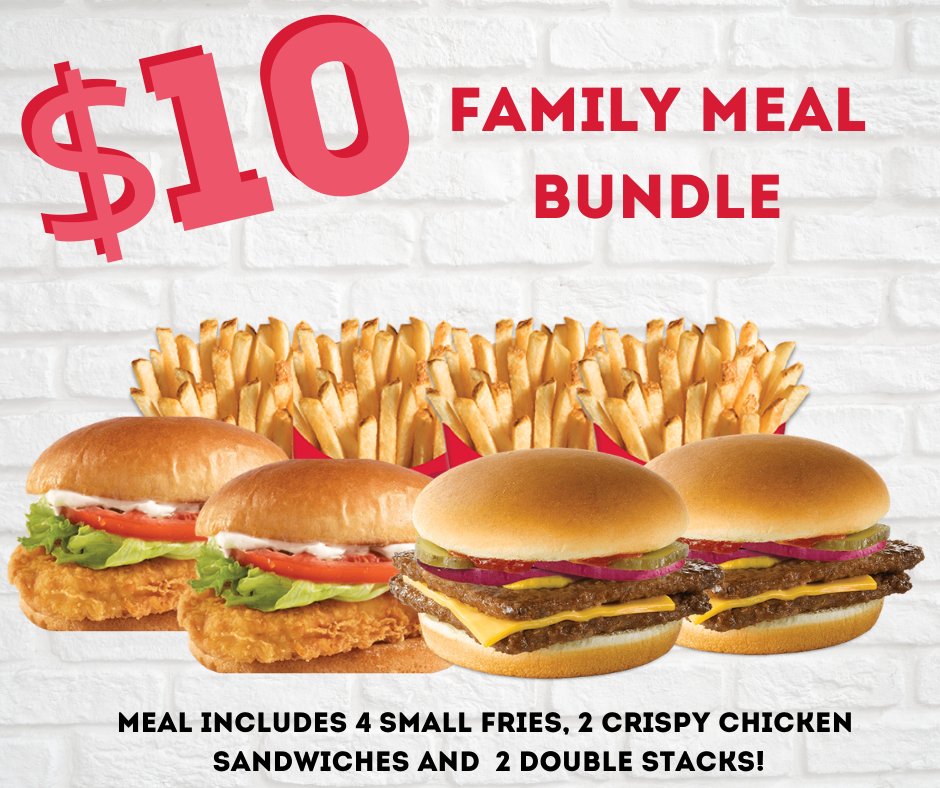 $10
FAMILY MEAL
BUNDLE
MEAL INCLUDES 4 SMALL FRIES, 2 CRISPY CHICKEN
SANDWICHES AND 2 DOUBLE STACKS!